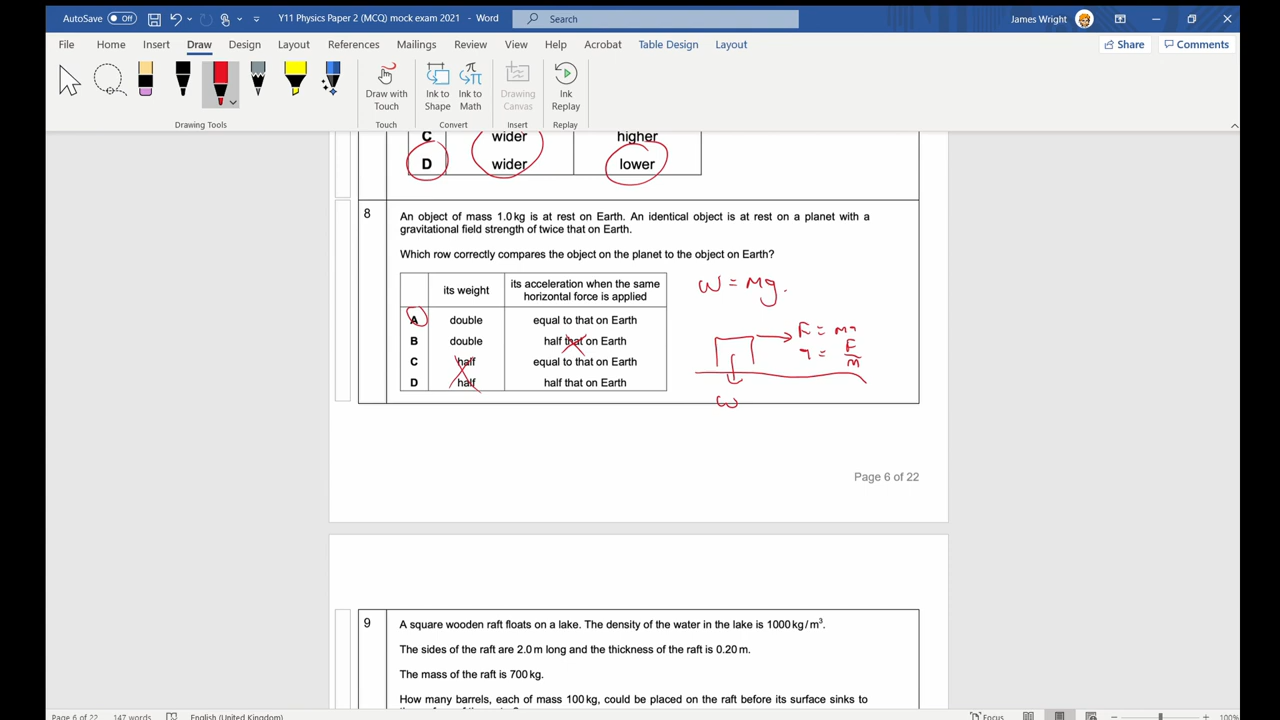 AutoSave Off Y11 Physics Paper 2 (MCQ) mock exam 2021 - Word Search James Wright
File Home Insert Draw Design Layout References Mailings Review View Help Acrobat Table Design Layout Share Comments
Draw with Touch Ink to Shape Ink to Math Drawing Canvas Ink Replay
Drawing Tools Touch Convert Insert Replay
C wider higher
D wider lower
8 An object of mass 1.0 kg is at rest on Earth. An identical object is at rest on a planet with a
gravitational field strength of twice that on Earth.
Which row correctly compares the object on the planet to the object on Earth?
its weight its acceleration when the same horizontal force is applied
W = mg.
A double equal to that on Earth
B double half that on Earth
C half equal to that on Earth
D half half that on Earth
F =
= F/m
W
Page 6 of 22
9 A square wooden raft floats on a lake. The density of the water in the lake is 1000 kg/m³.
The sides of the raft are 2.0 m long and the thickness of the raft is 0.20 m.
The mass of the raft is 700 kg.
How many barrels, each of mass 100 kg, could be placed on the raft before its surface sinks to
Page 6 of 22 147 words English (United Kingdom) Focus 100%